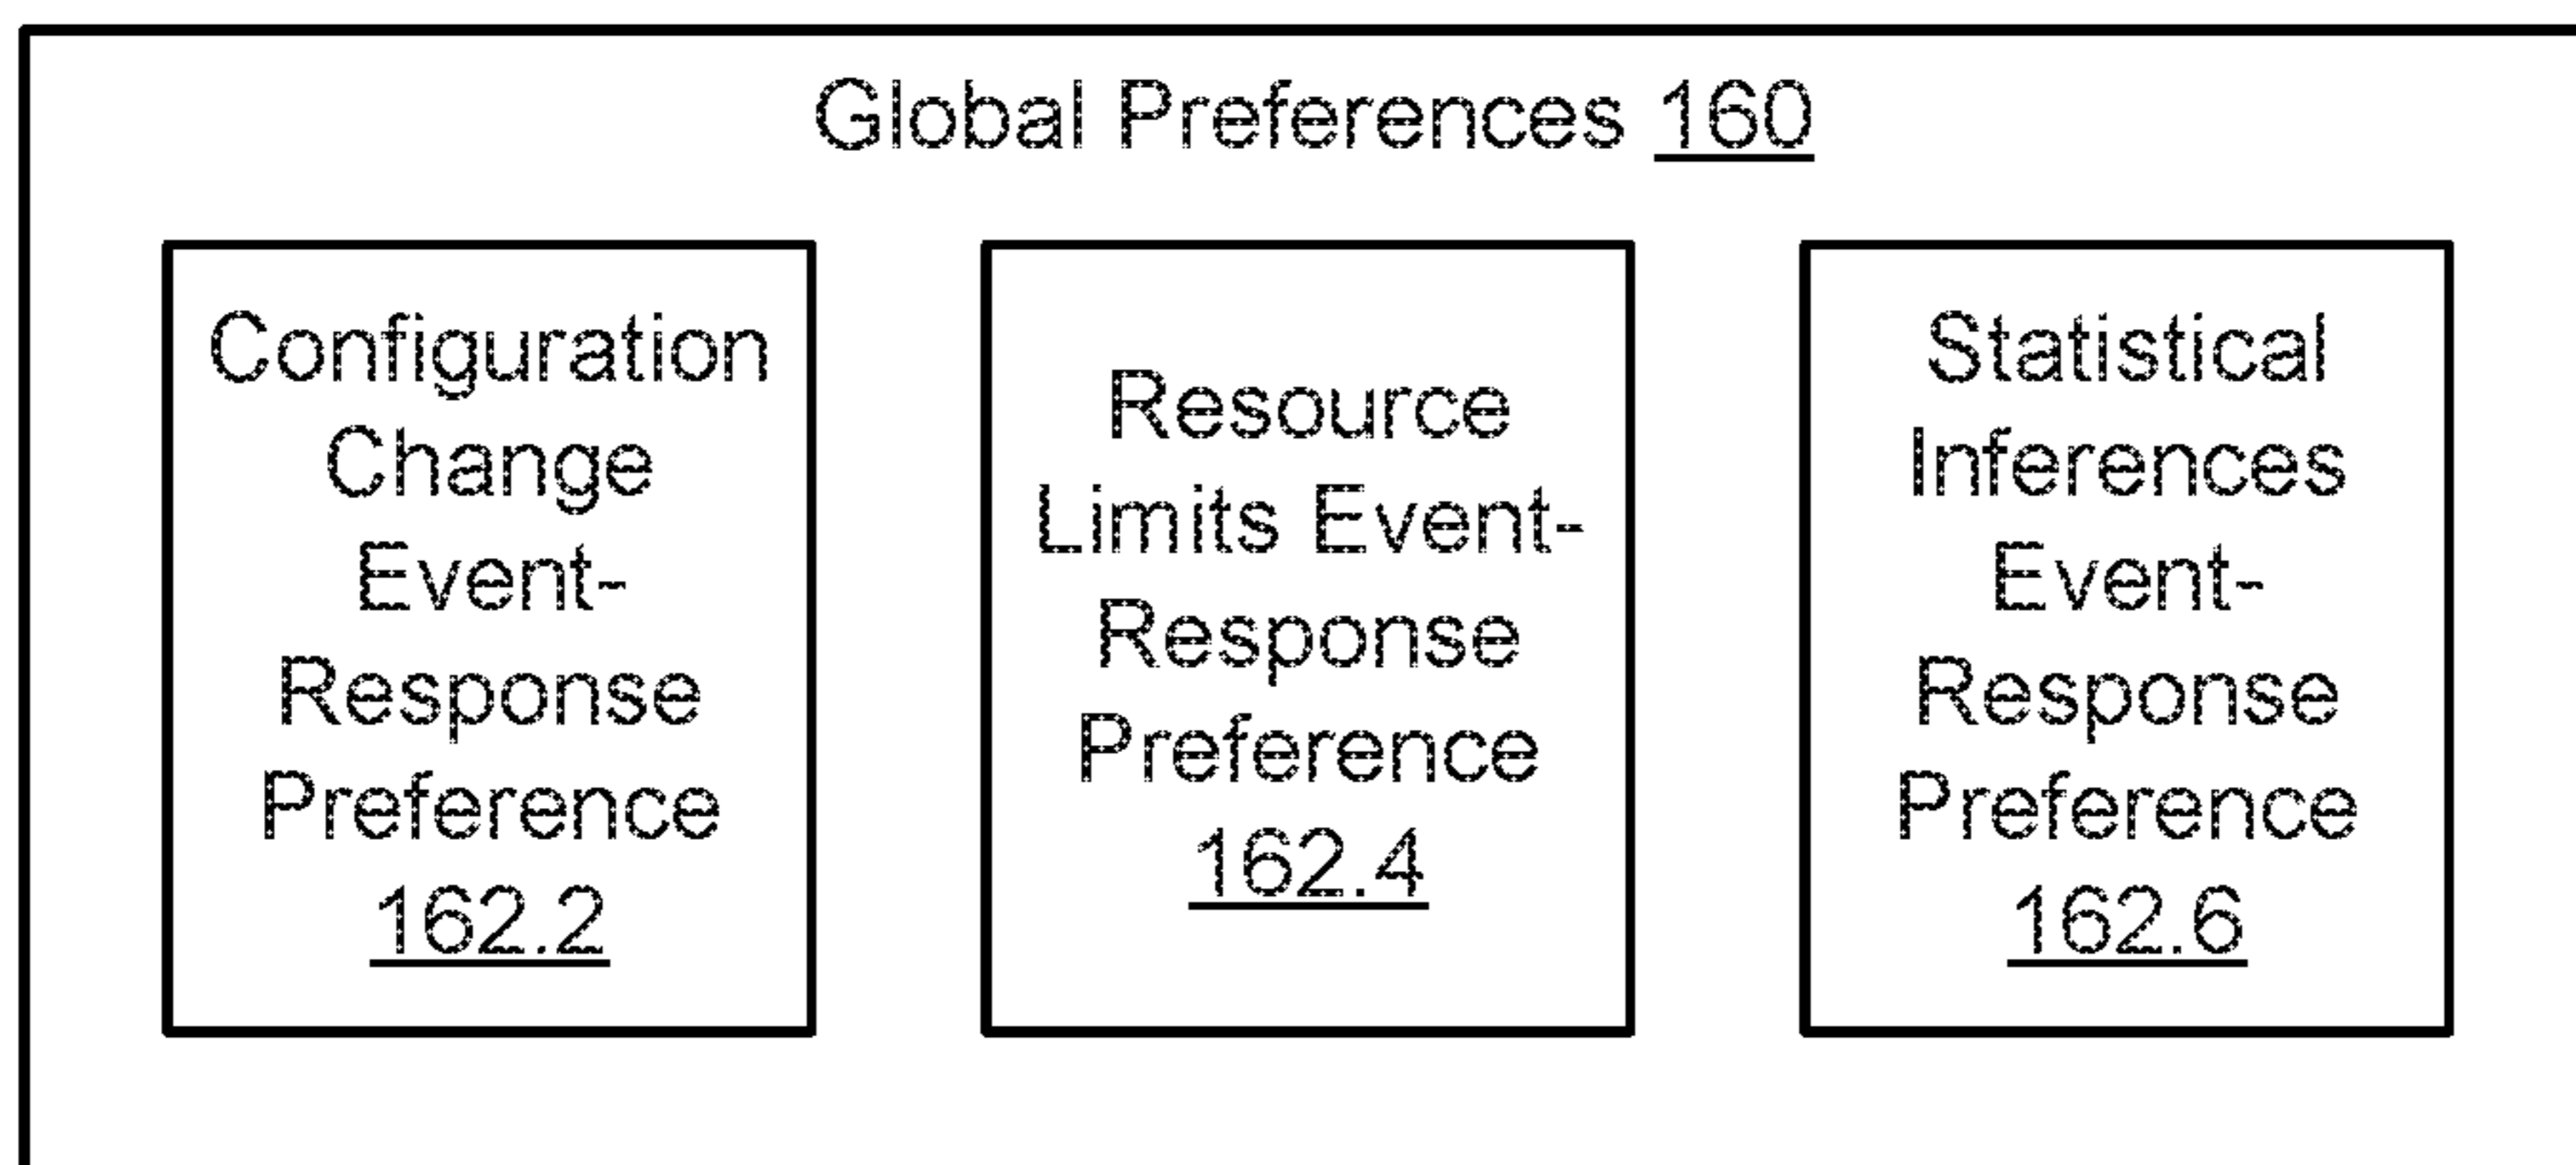 Global Preferences 160
Configuration
Change
Event-
Response
Preference
162.2
Resource
Limits Event-
Response
Preference
162.4
Statistical
Inferences
Event-
Response
Preference
162.6